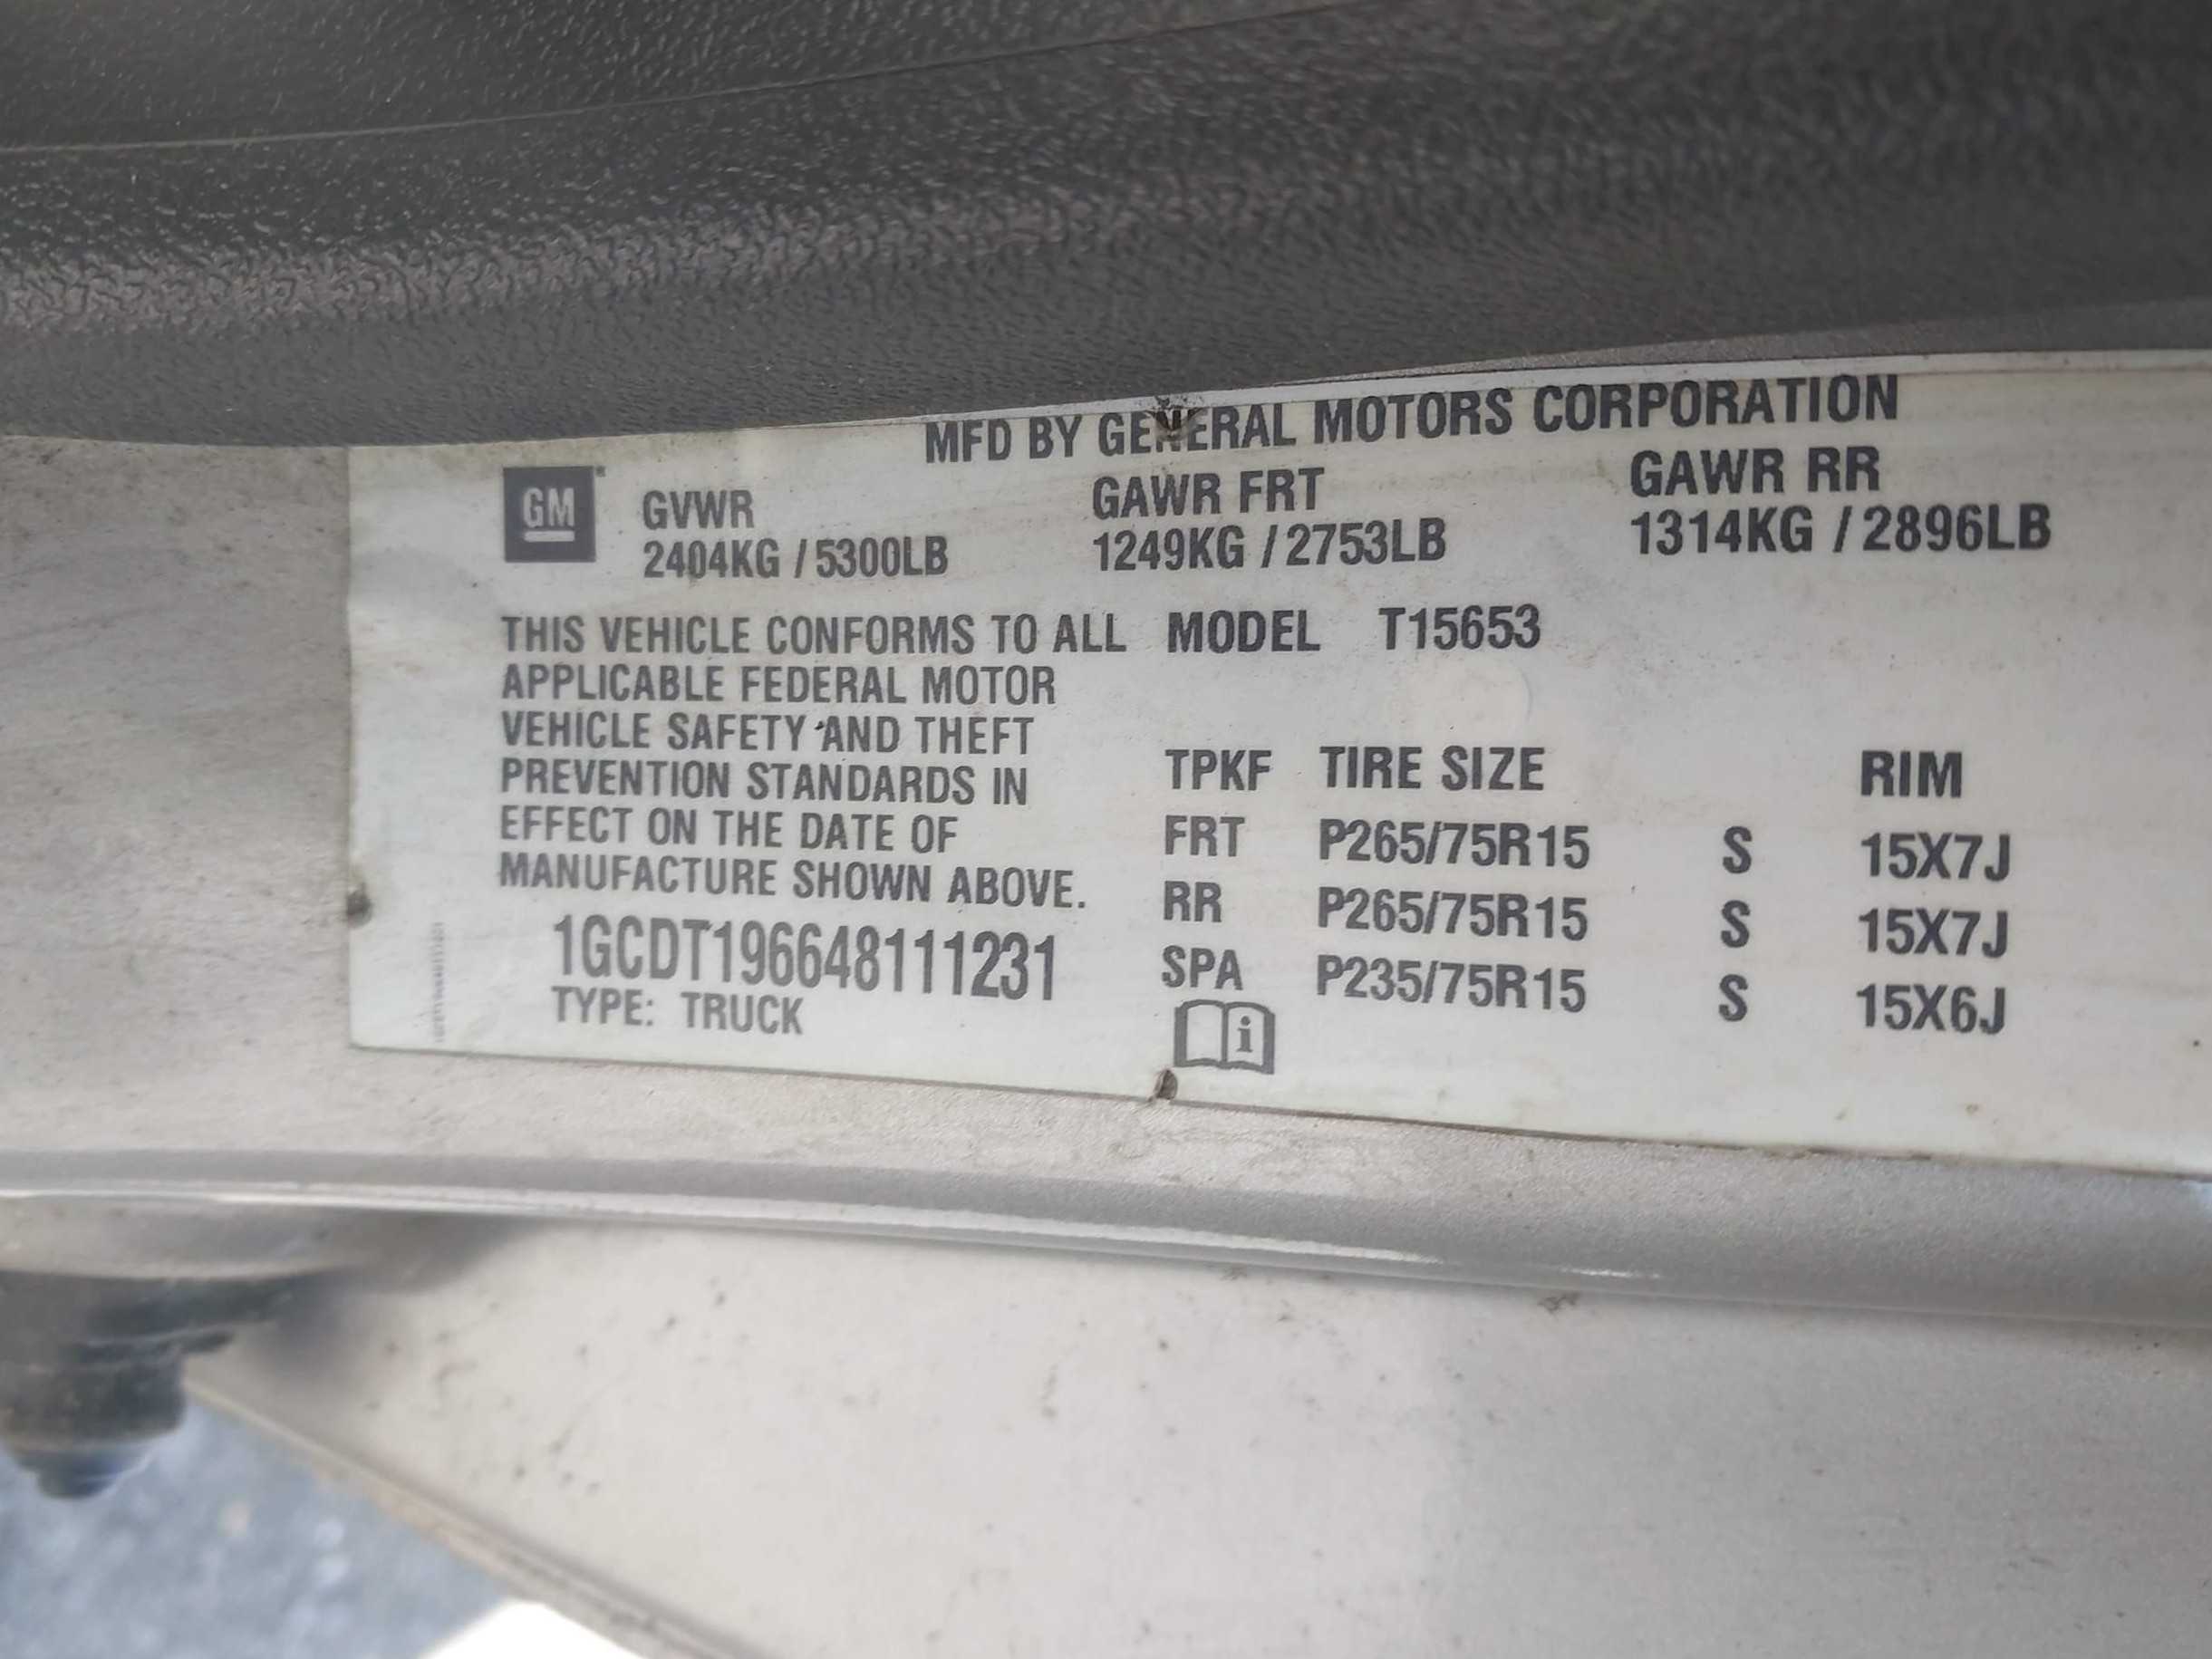 MFD BY GENERAL MOTORS CORPORATION
GM
GVWR GAWR FRT GAWR RR
2404KG / 5300LB 1249KG / 2753LB 1314KG / 2896LB
THIS VEHICLE CONFORMS TO ALL
APPLICABLE FEDERAL MOTOR
VEHICLE SAFETY AND THEFT
PREVENTION STANDARDS IN
EFFECT ON THE DATE OF
MANUFACTURE SHOWN ABOVE.
1GCDT196648111231
TYPE: TRUCK
MODEL T15653
TPKF TIRE SIZE RIM
FRT P265/75R15 S 15X7J
RR P265/75R15 S 15X7J
SPA P235/75R15 S 15X6J
i